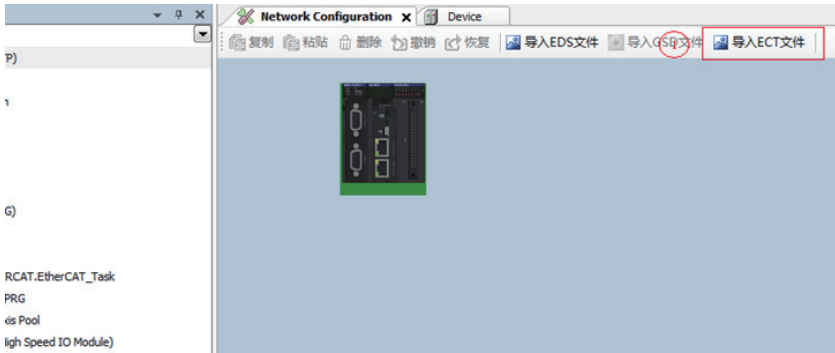 Network Configuration
Device
复制 粘贴 删除 撤销 恢复 导入EDS文件 导入GSD文件 导入ECT文件
P)
G)
RCAT.EtherCAT_Task
PRG
xis Pool
High Speed IO Module)